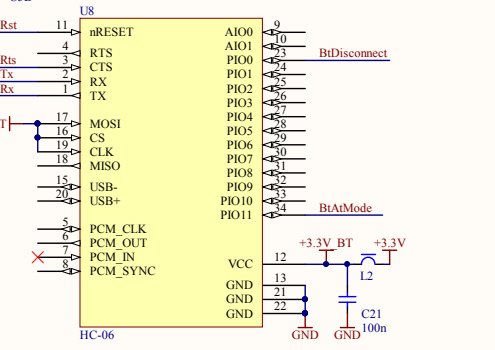 U8
Rst 11 nRESET AIO0 9
AIO1 10
4 RTS PIO0 23 BtDisconnect
Rts 3 CTS PIO1 24
Tx 2 RX PIO2 25
Rx 1 TX PIO3 26
PIO4 27
T 17 MOSI PIO5 28
16 CS PIO6 29
19 CLK PIO7 30
18 MISO PIO8 31
15 USB- PIO9 32
20 USB+ PIO10 33
PIO11 34 BtAtMode
5 PCM_CLK
6 PCM_OUT
7 PCM_IN
8 PCM_SYNC
+3.3V_BT +3.3V
VCC 12
L2
GND 13
GND 21
GND 22
C21
100n
HC-06
GND GND